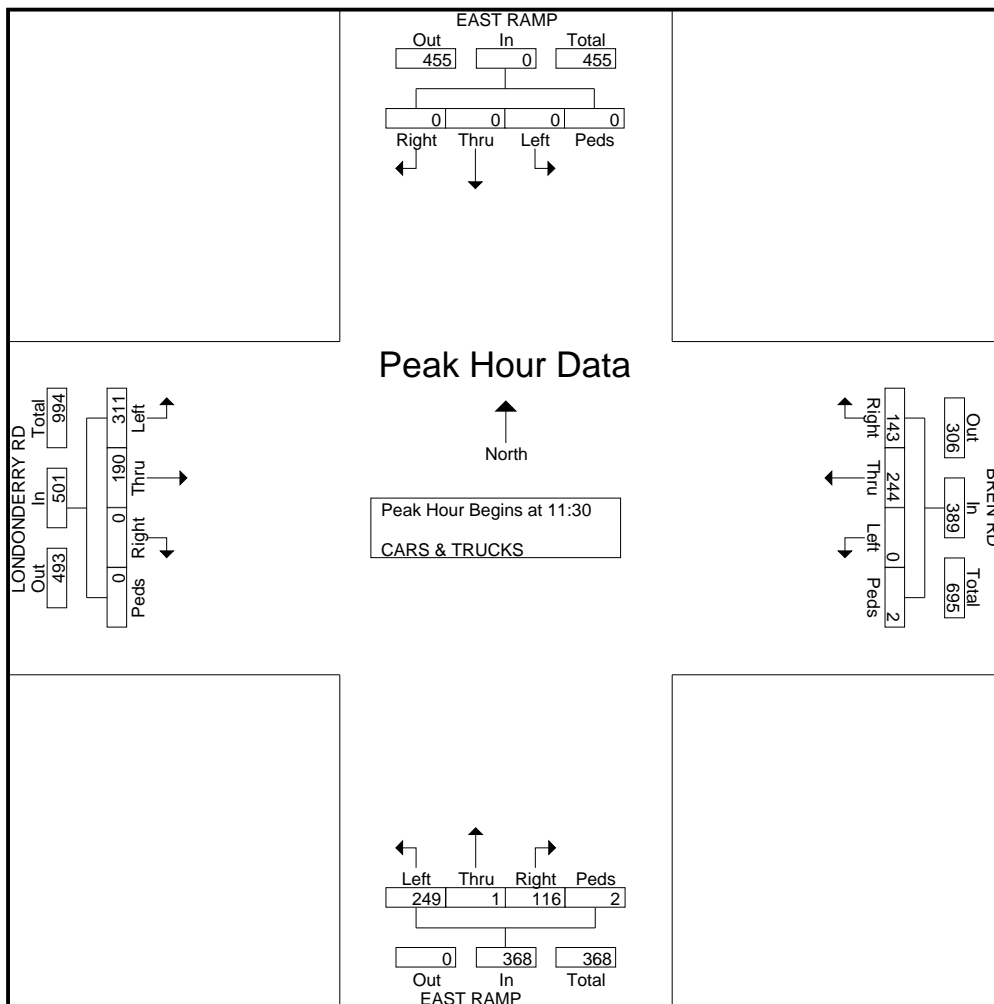 EAST RAMP
Out In Total
455 0 455
0 0 0 0
Right Thru Left Peds
Peak Hour Data
North
Peak Hour Begins at 11:30
CARS & TRUCKS
LONDONDERRY RD
Total In Out
994 501 493
311 190 0 0
Left Thru Right Peds
BREN RD
Out In Total
306 389 695
143 244 0 2
Right Thru Left Peds
Left Thru Right Peds
249 1 116 2
0 368 368
Out In Total
EAST RAMP